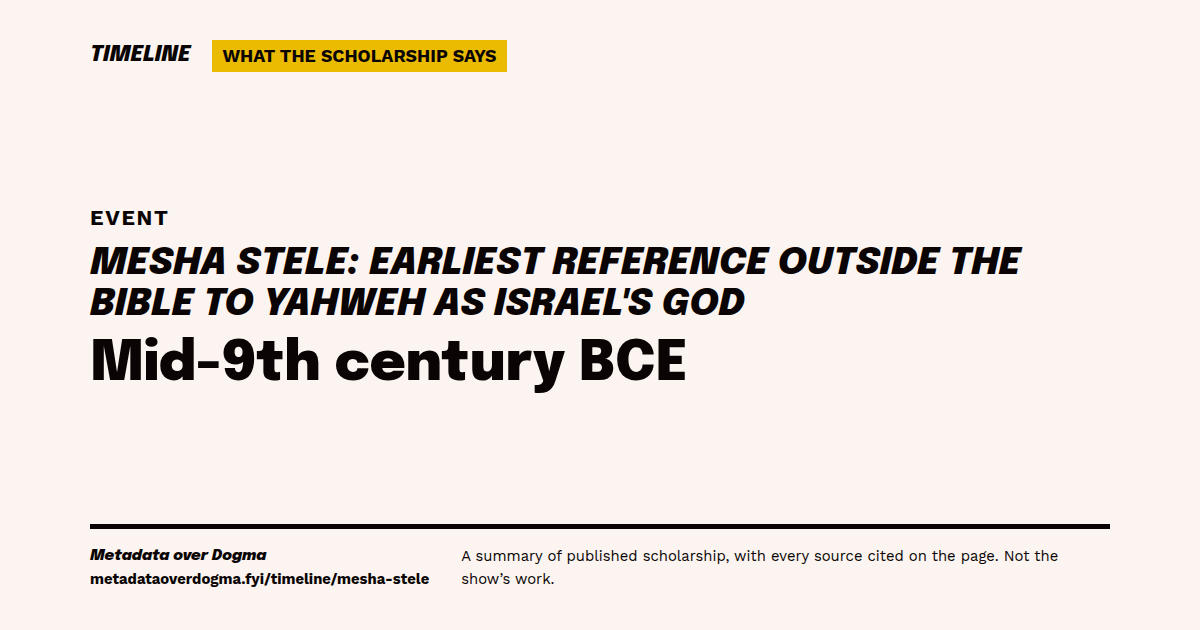 TIMELINE
WHAT THE SCHOLARSHIP SAYS
EVENT
MESHA STELE: EARLIEST REFERENCE OUTSIDE THE
BIBLE TO YAHWEH AS ISRAEL'S GOD
Mid-9th century BCE
Metadata over Dogma
metadataoverdogma.fyi/timeline/mesha-stele
A summary of published scholarship, with every source cited on the page. Not the
show’s work.